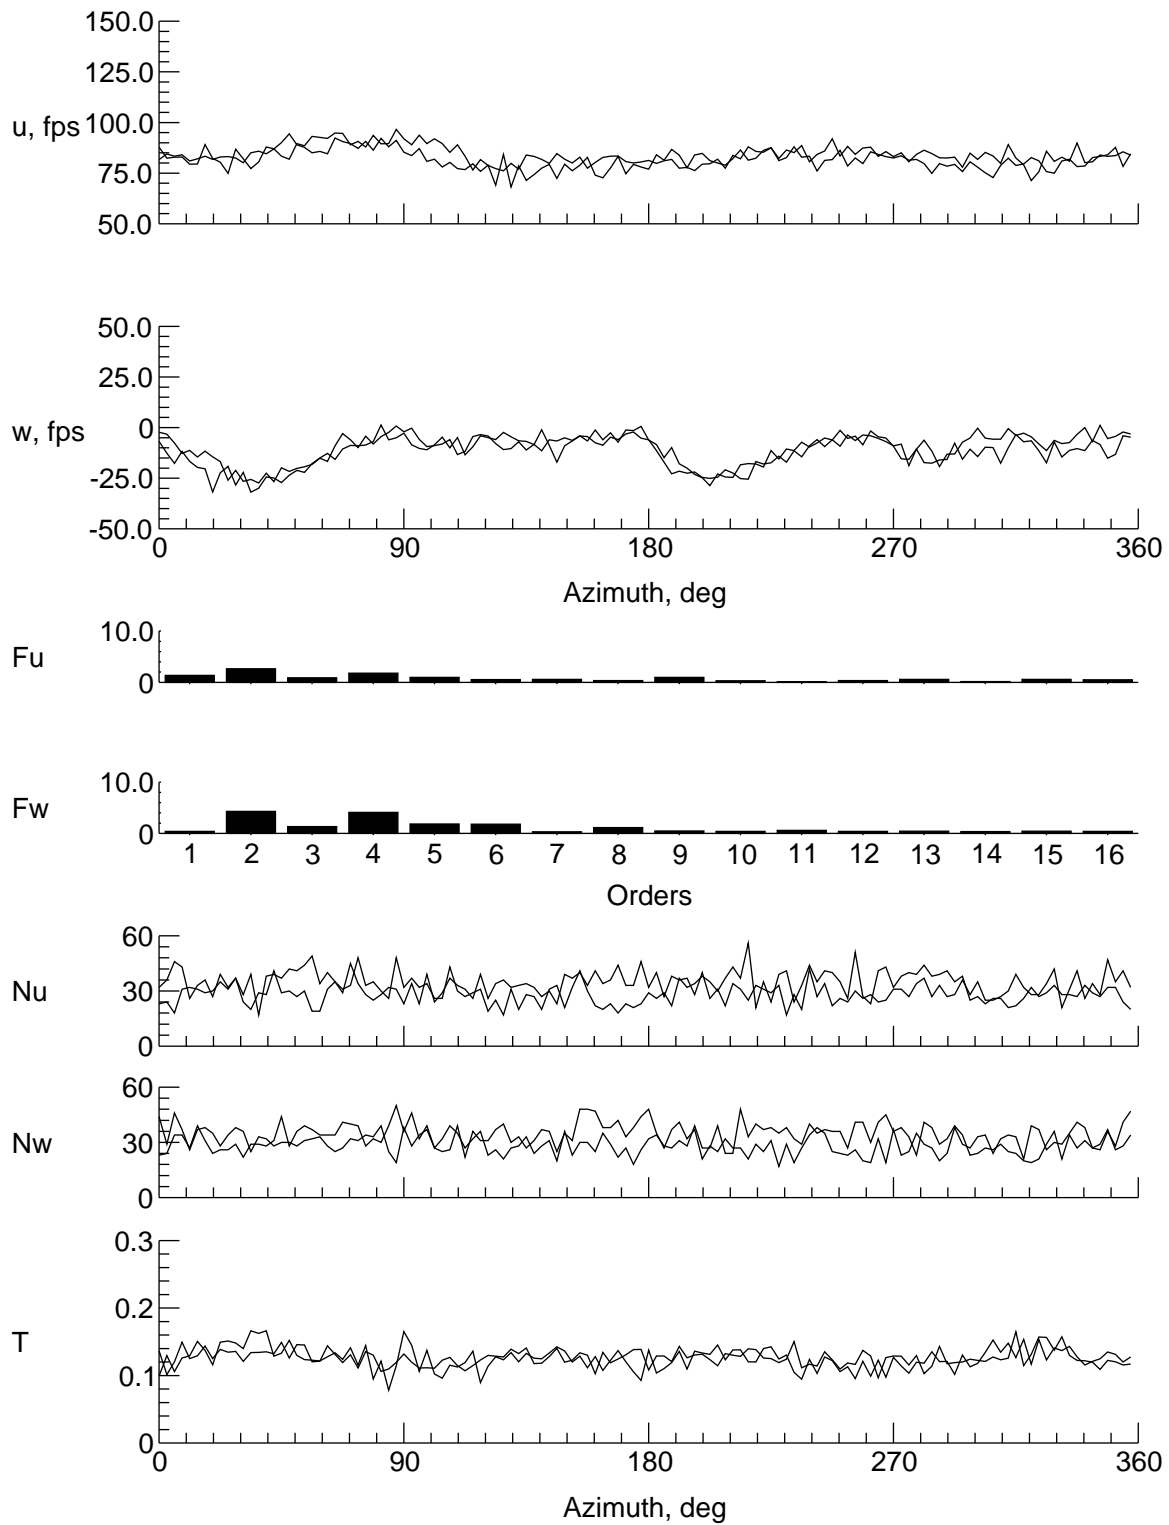 150.0
125.0
u, fps 100.0
75.0
50.0
50.0
25.0
w, fps 0
-25.0
-50.0
0 90 180 270 360
Azimuth, deg
10.0
Fu
0
10.0
Fw
0
1 2 3 4 5 6 7 8 9 10 11 12 13 14 15 16
Orders
60
Nu 30
0
60
Nw 30
0
0.3
0.2
T
0.1
0
0 90 180 270 360
Azimuth, deg